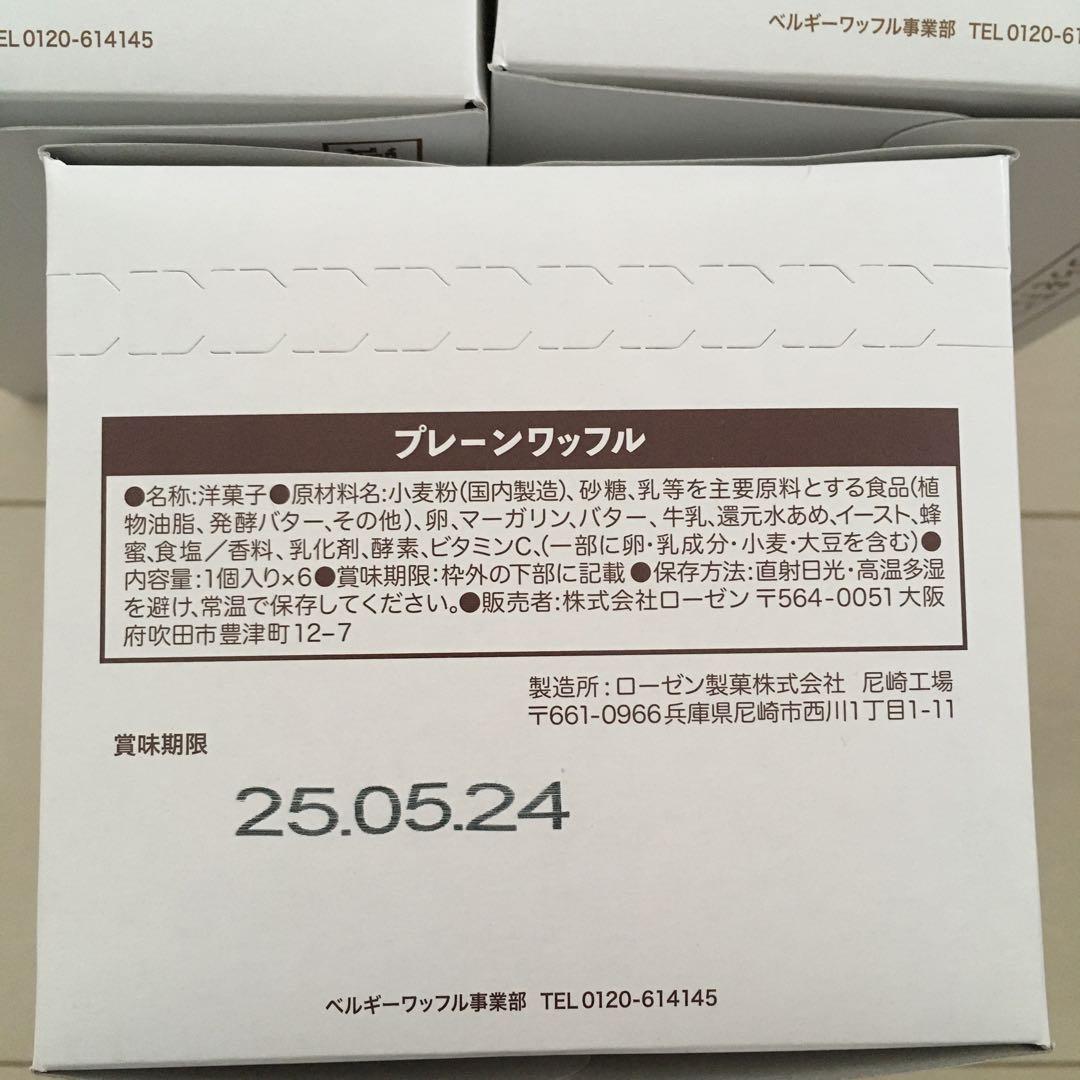 EL 0120-614145
ベルギーワッフル事業部 TEL 0120-61
プレーンワッフル
●名称:洋菓子●原材料名:小麦粉(国内製造)、砂糖、乳等を主要原料とする食品(植
物油脂、発酵バター、その他)、卵、マーガリン、バター、牛乳、還元水あめ、イースト、蜂
蜜、食塩／香料、乳化剤、酵素、ビタミンC、(一部に卵・乳成分・小麦・大豆を含む)●
内容量:1個入り×6●賞味期限:枠外の下部に記載●保存方法:直射日光・高温多湿
を避け、常温で保存してください。●販売者:株式会社ローゼン 〒564-0051 大阪
府吹田市豊津町12-7
製造所:ローゼン製菓株式会社 尼崎工場
〒661-0966 兵庫県尼崎市西川1丁目1-11
賞味期限
25.05.24
ベルギーワッフル事業部 TEL 0120-614145